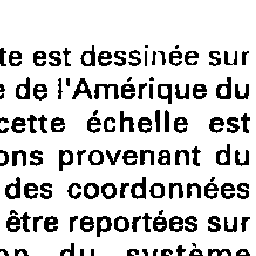 te est dessinée sur
de l'Amérique du
cette échelle est
ons provenant du
des coordonnées
être reportées sur
du système